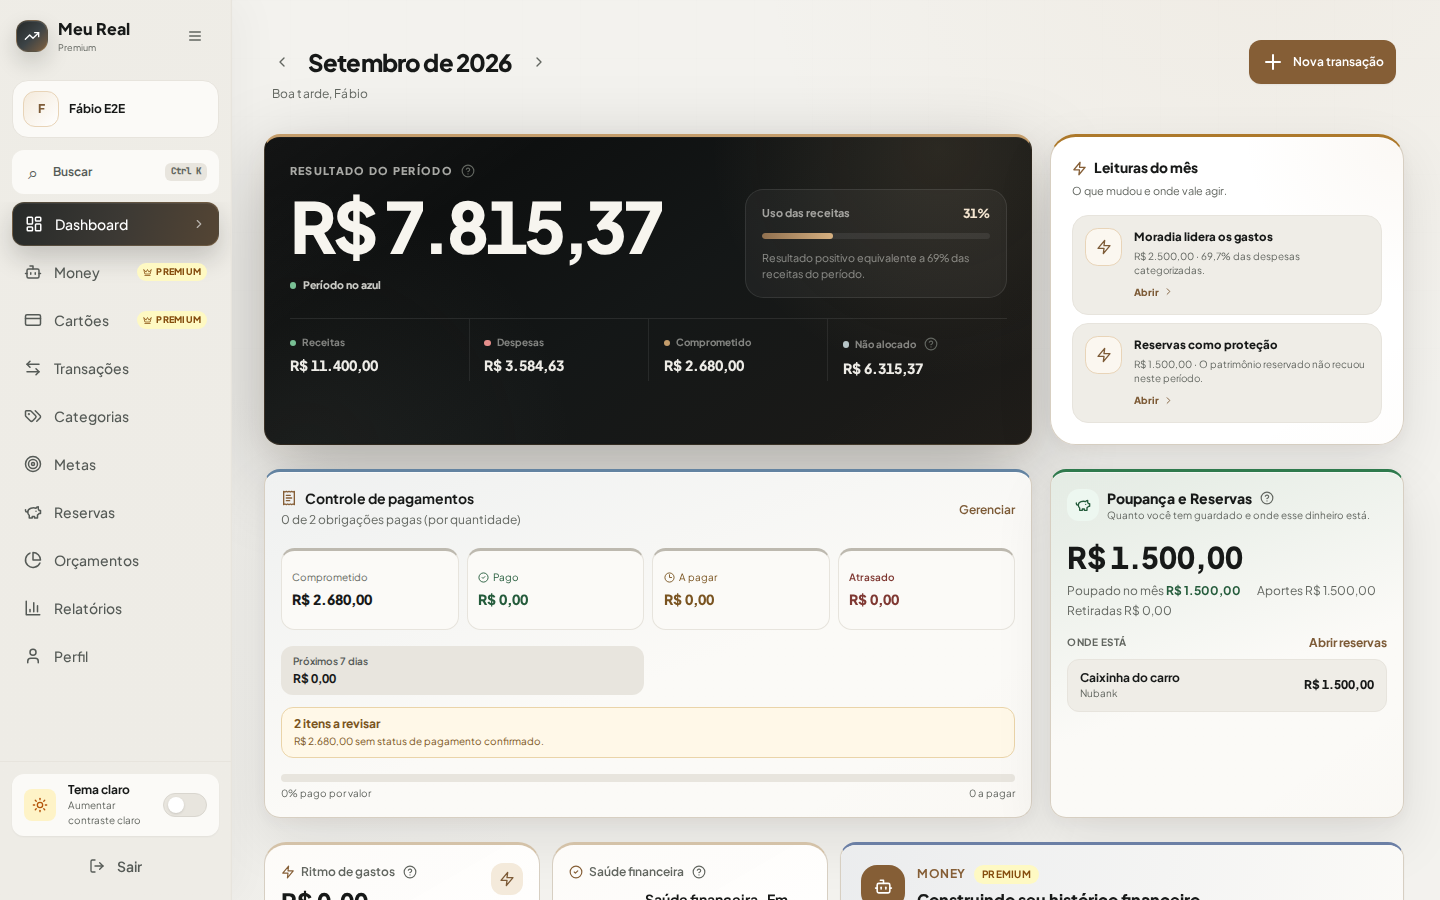 Meu Real
Premium
F
Fábio E2E
Buscar
Ctrl K
Dashboard
Money
PREMIUM
Cartões
PREMIUM
Transações
Categorias
Metas
Reservas
Orçamentos
Relatórios
Perfil
Tema claro
Aumentar
contraste claro
Sair
Setembro de 2026
Boa tarde, Fábio
Nova transação
RESULTADO DO PERÍODO
R$ 7.815,37
Período no azul
Uso das receitas
31%
Resultado positivo equivalente a 69% das
receitas do período.
Receitas
R$ 11.400,00
Despesas
R$ 3.584,63
Comprometido
R$ 2.680,00
Não alocado
R$ 6.315,37
Leituras do mês
O que mudou e onde vale agir.
Moradia lidera os gastos
R$ 2.500,00 · 69,7% das despesas
categorizadas.
Abrir
Reservas como proteção
R$ 1.500,00 · O patrimônio reservado não recuou
neste período.
Abrir
Controle de pagamentos
0 de 2 obrigações pagas (por quantidade)
Gerenciar
Comprometido
R$ 2.680,00
Pago
R$ 0,00
A pagar
R$ 0,00
Atrasado
R$ 0,00
Próximos 7 dias
R$ 0,00
2 itens a revisar
R$ 2.680,00 sem status de pagamento confirmado.
0% pago por valor
0 a pagar
Poupança e Reservas
Quanto você tem guardado e onde esse dinheiro está.
R$ 1.500,00
Poupado no mês R$ 1.500,00 Aportes R$ 1.500,00
Retiradas R$ 0,00
ONDE ESTÁ
Abrir reservas
Caixinha do carro
Nubank
R$ 1.500,00
Ritmo de gastos
R$ 0,00
Saúde financeira
Saúde financeira. Em
MONEY
PREMIUM
Construindo seu histórico financeiro